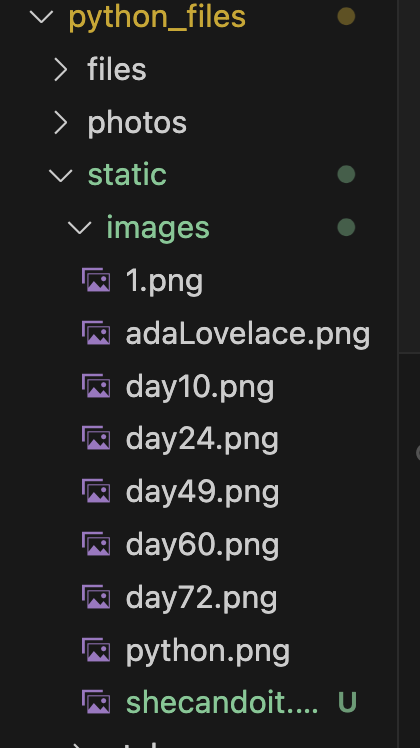 python_files
files
photos
static
images
1.png
adaLovelace.png
day10.png
day24.png
day49.png
day60.png
day72.png
python.png
shecandoit.... U